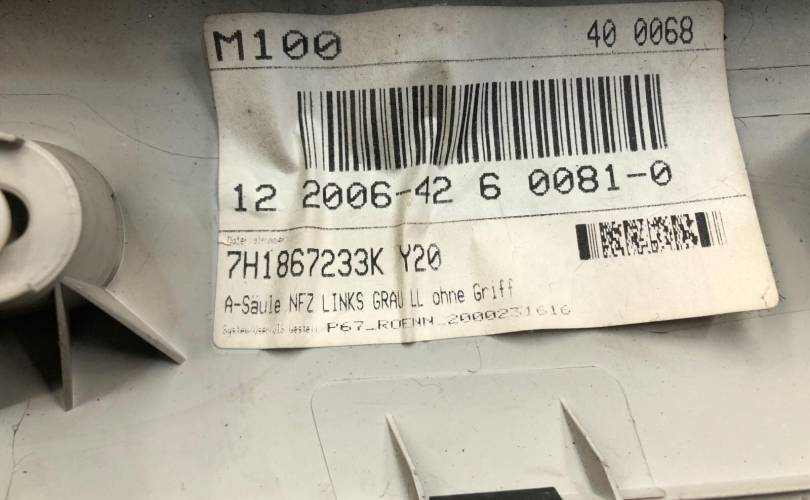 M100 40 0068
12 2006-42 6 0081-0
7H1867233K Y20
A-Säule NFZ LINKS GRAU LL ohne Griff
P67_ROENN_2000231616